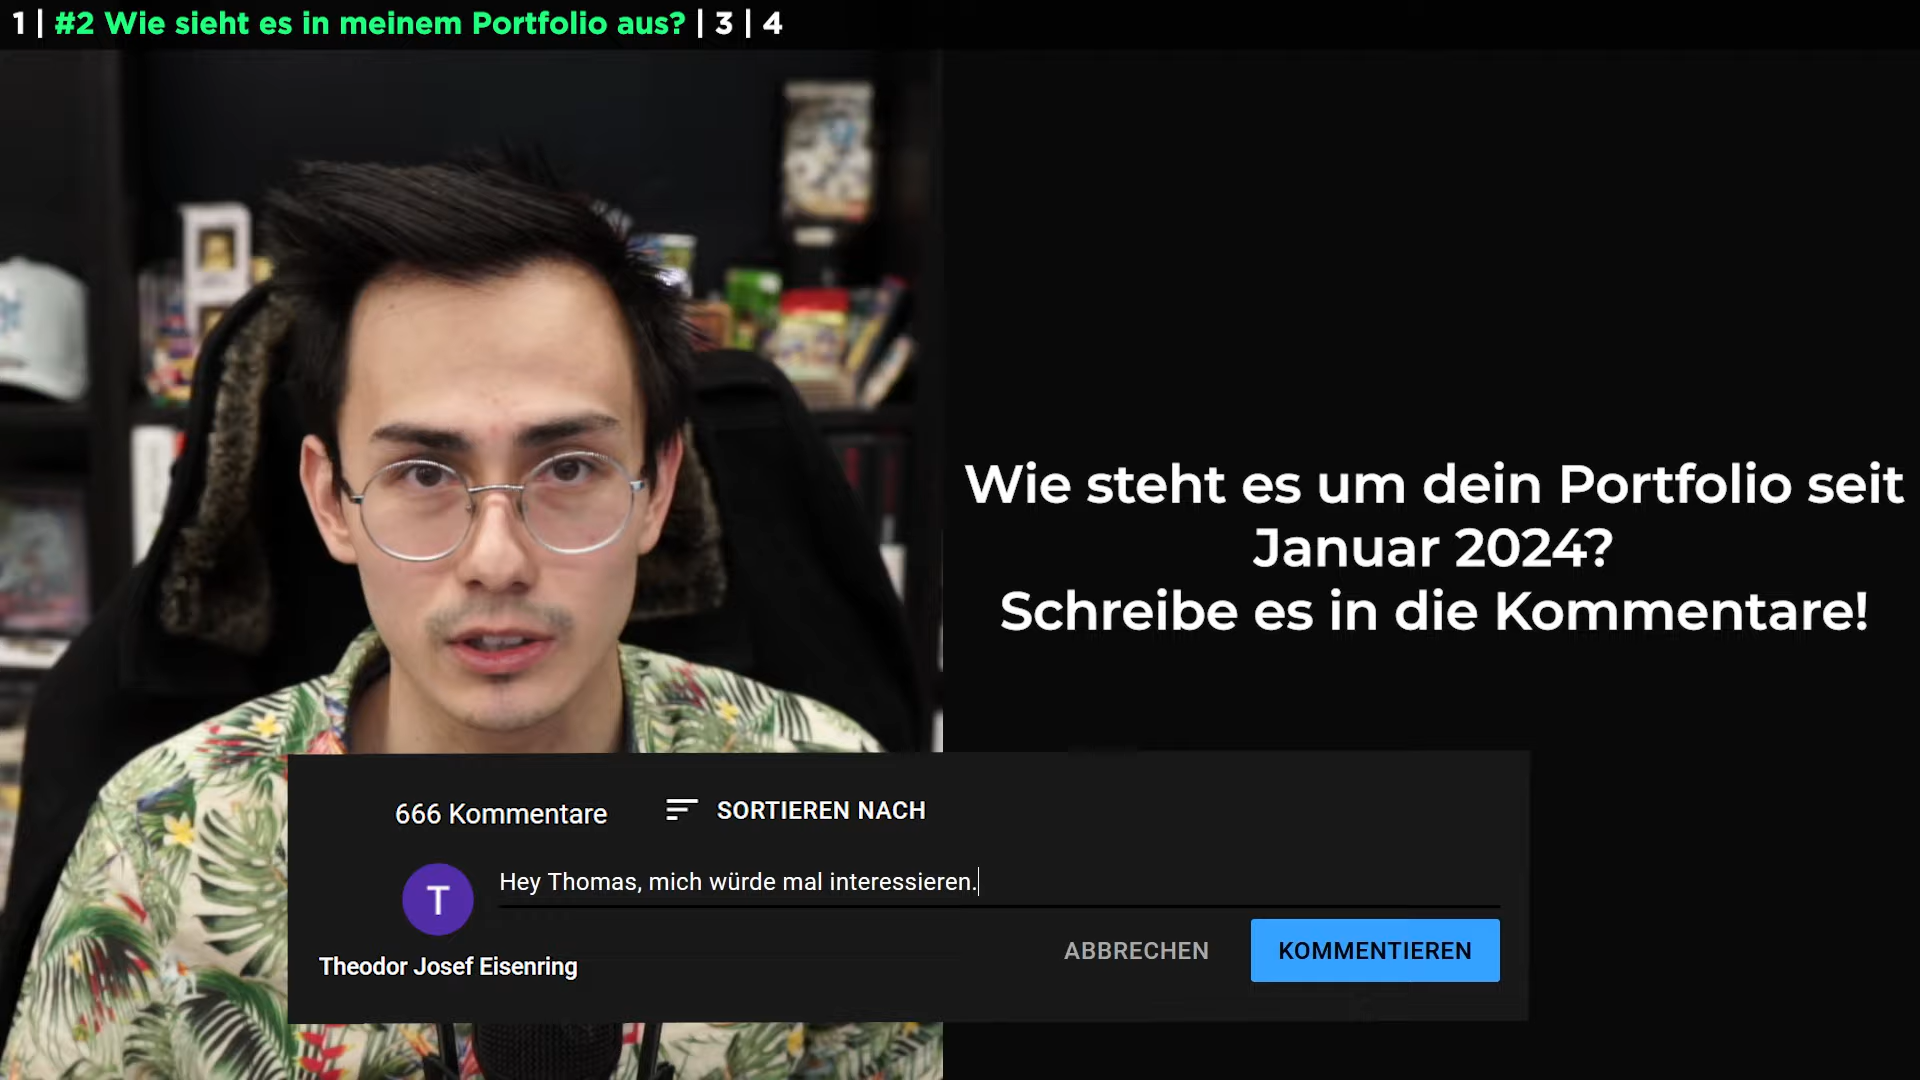 1 | #2 Wie sieht es in meinem Portfolio aus? | 3 | 4
Wie steht es um dein Portfolio seit
Januar 2024?
Schreibe es in die Kommentare!
666 Kommentare
SORTIEREN NACH
T
Hey Thomas, mich würde mal interessieren.
Theodor Josef Eisenring
ABBRECHEN
KOMMENTIEREN